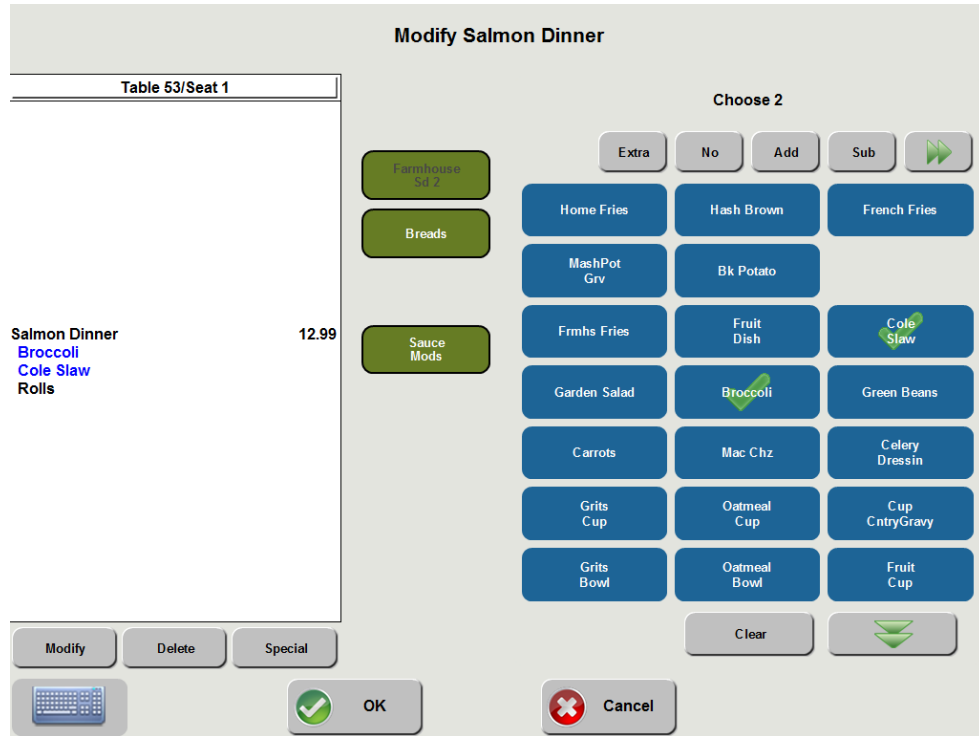 Modify Salmon Dinner
Table 53/Seat 1
Salmon Dinner 12.99
Broccoli
Cole Slaw
Rolls
Modify Delete Special
Farmhouse
Sd 2
Breads
Sauce
Mods
Choose 2
Extra No Add Sub
Home Fries Hash Brown French Fries
MashPot
Grv
Bk Potato
Frmhs Fries
Fruit
Dish
Cole
Slaw
Garden Salad Broccoli Green Beans
Carrots Mac Chz
Celery
Dressin
Grits
Cup
Oatmeal
Cup
Cup
CntryGravy
Grits
Bowl
Oatmeal
Bowl
Fruit
Cup
Clear
OK Cancel